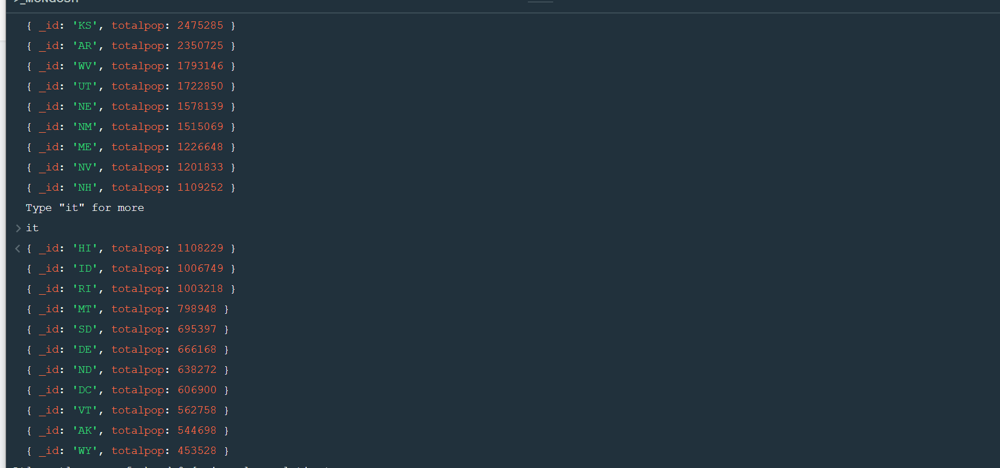 >_MONGOSH
{ _id: 'KS', totalpop: 2475285 }
{ _id: 'AR', totalpop: 2350725 }
{ _id: 'WV', totalpop: 1793146 }
{ _id: 'UT', totalpop: 1722850 }
{ _id: 'NE', totalpop: 1578139 }
{ _id: 'NM', totalpop: 1515069 }
{ _id: 'ME', totalpop: 1226648 }
{ _id: 'NV', totalpop: 1201833 }
{ _id: 'NH', totalpop: 1109252 }
Type "it" for more
> it
< { _id: 'HI', totalpop: 1108229 }
{ _id: 'ID', totalpop: 1006749 }
{ _id: 'RI', totalpop: 1003218 }
{ _id: 'MT', totalpop: 798948 }
{ _id: 'SD', totalpop: 695397 }
{ _id: 'DE', totalpop: 666168 }
{ _id: 'ND', totalpop: 638272 }
{ _id: 'DC', totalpop: 606900 }
{ _id: 'VT', totalpop: 562758 }
{ _id: 'AK', totalpop: 544698 }
{ _id: 'WY', totalpop: 453528 }